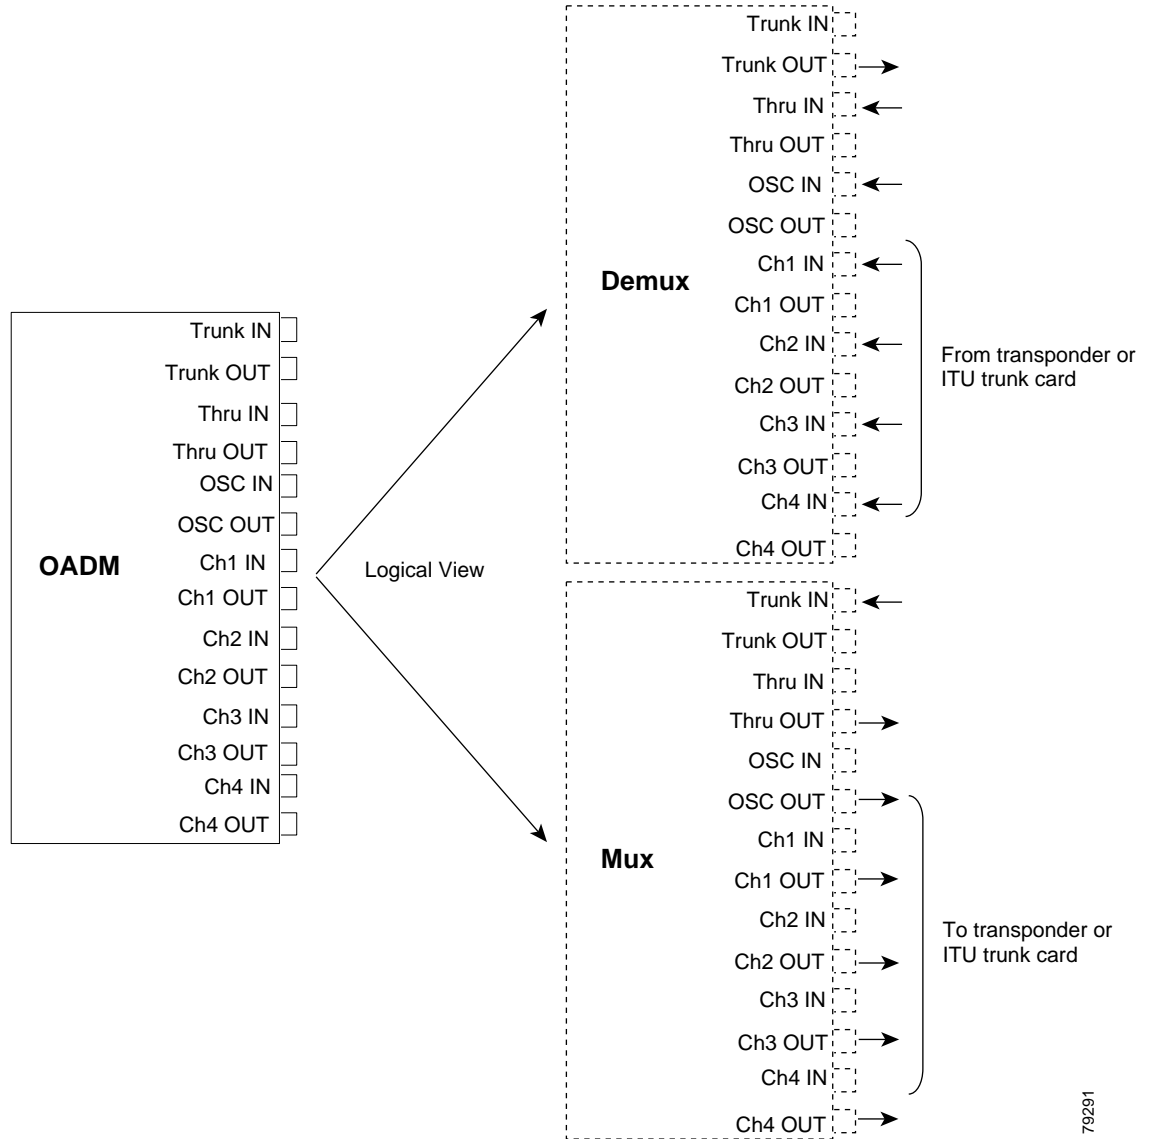 OADM
Trunk IN
Trunk OUT
Thru IN
Thru OUT
OSC IN
OSC OUT
Ch1 IN
Ch1 OUT
Ch2 IN
Ch2 OUT
Ch3 IN
Ch3 OUT
Ch4 IN
Ch4 OUT
Logical View
Demux
Trunk IN
Trunk OUT
Thru IN
Thru OUT
OSC IN
OSC OUT
Ch1 IN
Ch1 OUT
Ch2 IN
Ch2 OUT
Ch3 IN
Ch3 OUT
Ch4 IN
Ch4 OUT
From transponder or
ITU trunk card
Mux
Trunk IN
Trunk OUT
Thru IN
Thru OUT
OSC IN
OSC OUT
Ch1 IN
Ch1 OUT
Ch2 IN
Ch2 OUT
Ch3 IN
Ch3 OUT
Ch4 IN
Ch4 OUT
To transponder or
ITU trunk card
79291